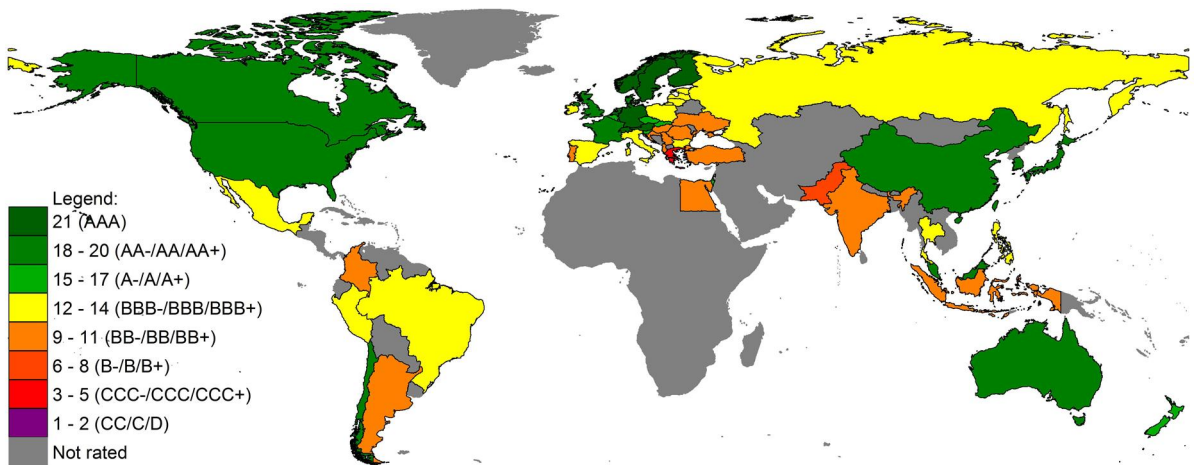 Legend:
21 (AAA)
18 - 20 (AA-/AA/AA+)
15 - 17 (A-/A/A+)
12 - 14 (BBB-/BBB/BBB+)
9 - 11 (BB-/BB/BB+)
6 - 8 (B-/B/B+)
3 - 5 (CCC-/CCC/CCC+)
1 - 2 (CC/C/D)
Not rated